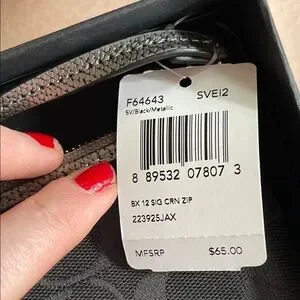 F64643 SVEI2
SV/Black/Metallic
8 89532 07807 3
BX 12 SIG CRN ZIP
223925JAX
MFSRP $65.00